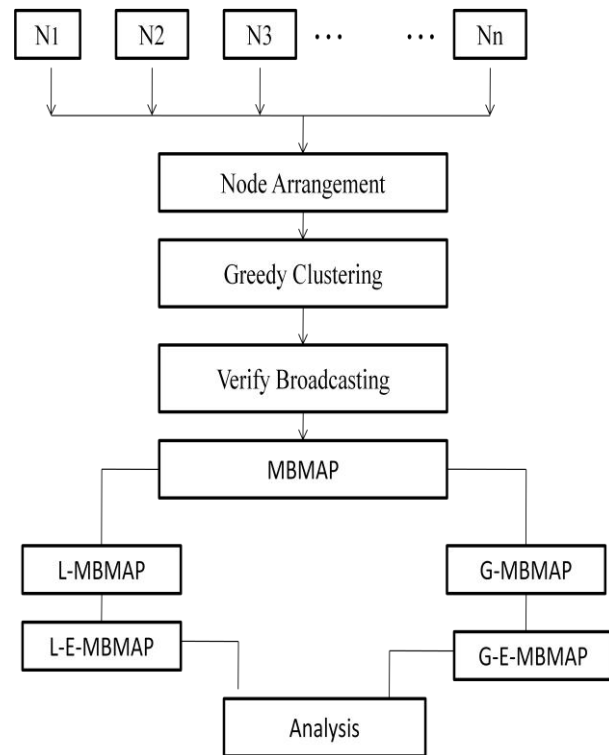 N1 N2 N3 ... ... Nn
Node Arrangement
Greedy Clustering
Verify Broadcasting
MBMAP
L-MBMAP G-MBMAP
L-E-MBMAP G-E-MBMAP
Analysis